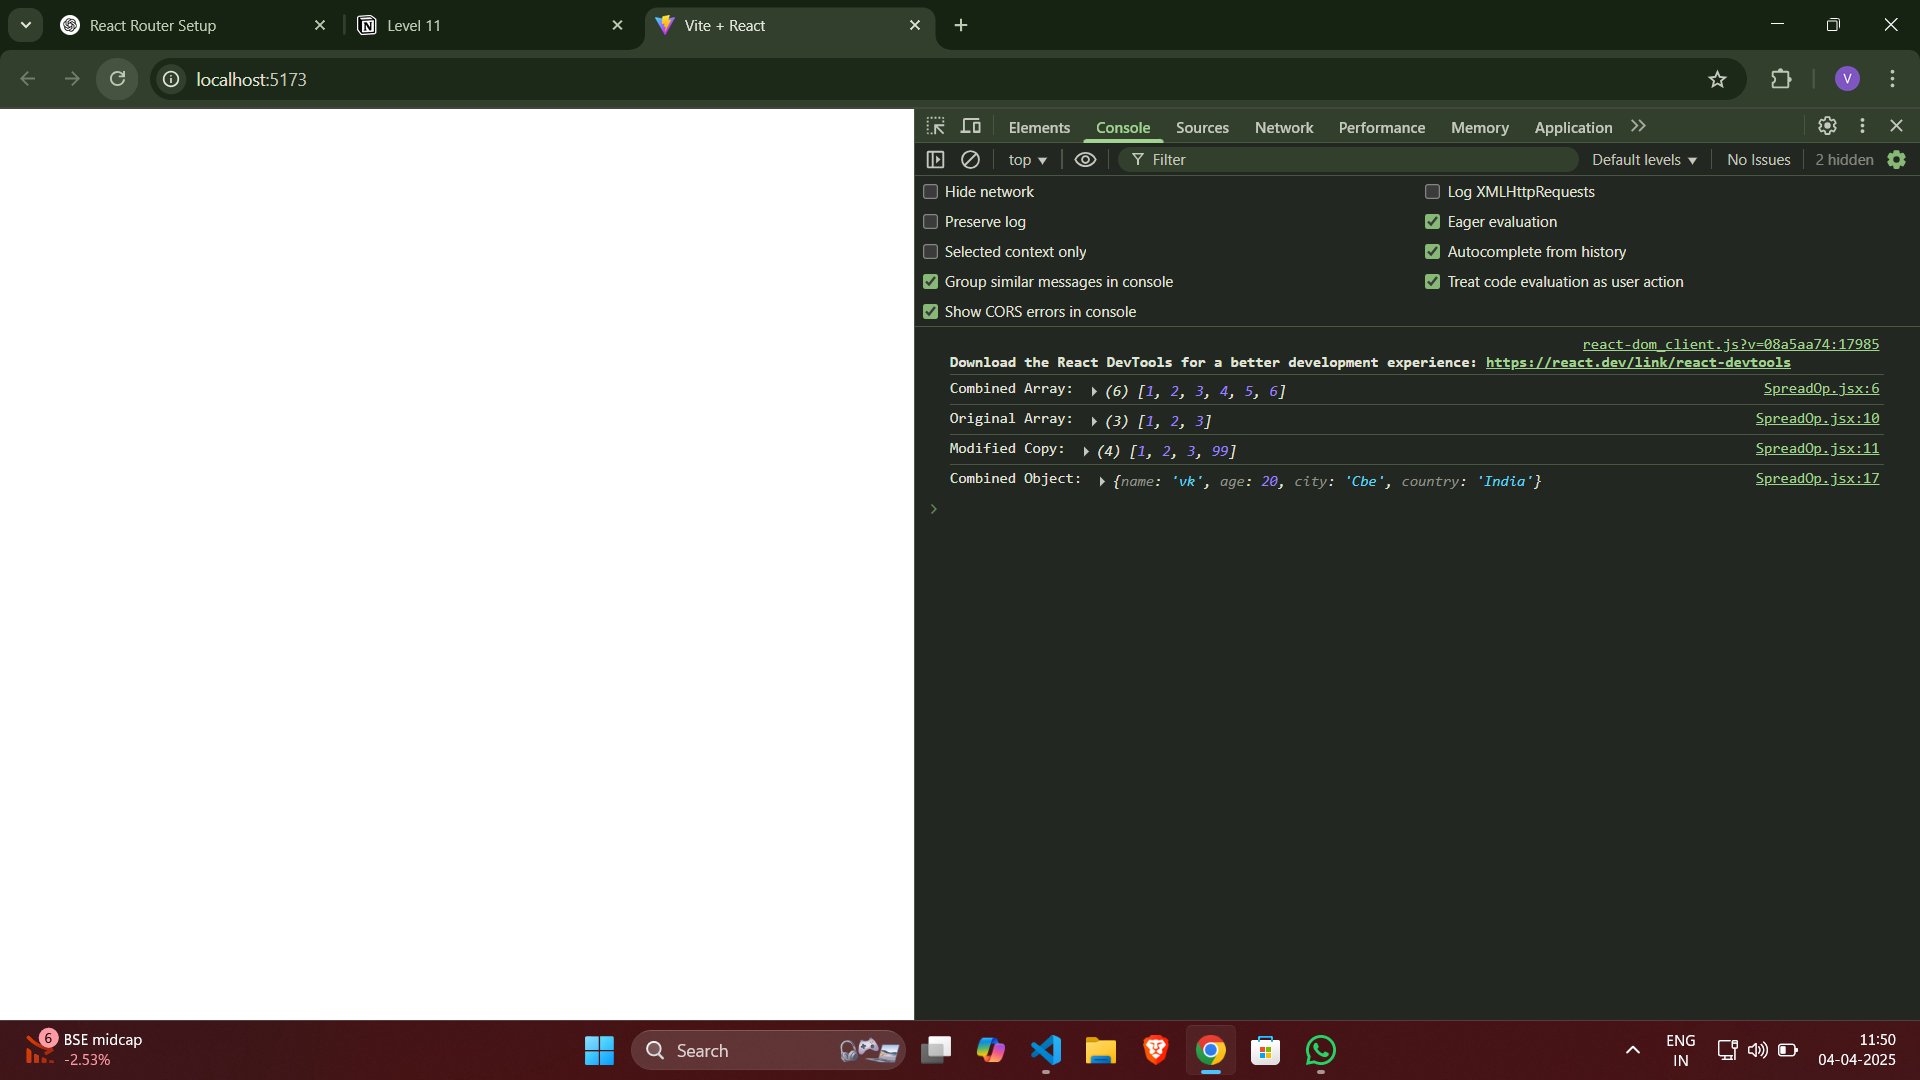 React Router Setup
Level 11
Vite + React
localhost:5173
V
Elements
Console
Sources
Network
Performance
Memory
Application
top
Filter
Default levels
No Issues
2 hidden
Hide network
Log XMLHttpRequests
Preserve log
Eager evaluation
Selected context only
Autocomplete from history
Group similar messages in console
Treat code evaluation as user action
Show CORS errors in console
react-dom_client.js?v=08a5aa74:17985
Download the React DevTools for a better development experience: https://react.dev/link/react-devtools
Combined Array: (6) [1, 2, 3, 4, 5, 6] SpreadOp.jsx:6
Original Array: (3) [1, 2, 3] SpreadOp.jsx:10
Modified Copy: (4) [1, 2, 3, 99] SpreadOp.jsx:11
Combined Object: {name: 'vk', age: 20, city: 'Cbe', country: 'India'} SpreadOp.jsx:17
6
BSE midcap
-2.53%
Search
ENG
IN
11:50
04-04-2025